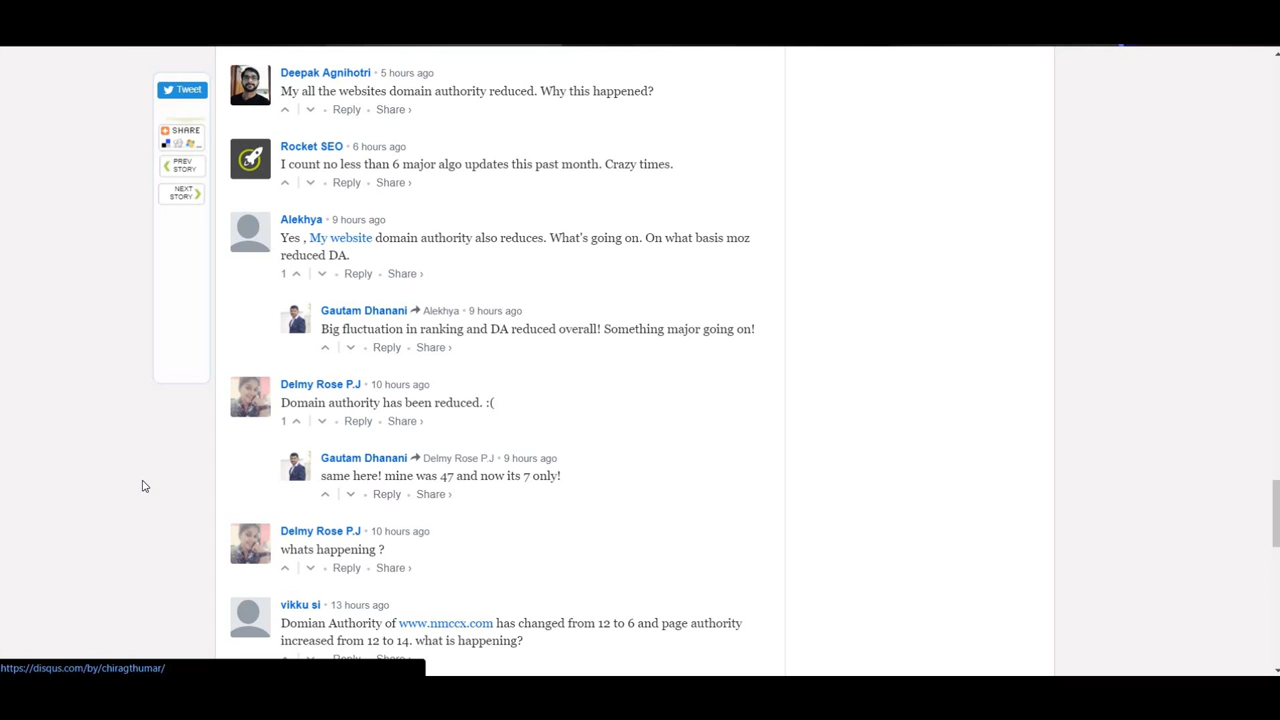 Tweet
SHARE
PREV
STORY
NEXT
STORY
Deepak Agnihotri • 5 hours ago
My all the websites domain authority reduced. Why this happened?
• Reply • Share ›
Rocket SEO • 6 hours ago
I count no less than 6 major algo updates this past month. Crazy times.
• Reply • Share ›
Alekhya • 9 hours ago
Yes , My website domain authority also reduces. What's going on. On what basis moz
reduced DA.
1 • Reply • Share ›
Gautam Dhanani Alekhya • 9 hours ago
Big fluctuation in ranking and DA reduced overall! Something major going on!
• Reply • Share ›
Delmy Rose P.J • 10 hours ago
Domain authority has been reduced. :(
1 • Reply • Share ›
Gautam Dhanani Delmy Rose P.J • 9 hours ago
same here! mine was 47 and now its 7 only!
• Reply • Share ›
Delmy Rose P.J • 10 hours ago
whats happening ?
• Reply • Share ›
vikku si • 13 hours ago
Domian Authority of www.nmccx.com has changed from 12 to 6 and page authority
increased from 12 to 14. what is happening?
Reply Share
https://disqus.com/by/chiragthumar/